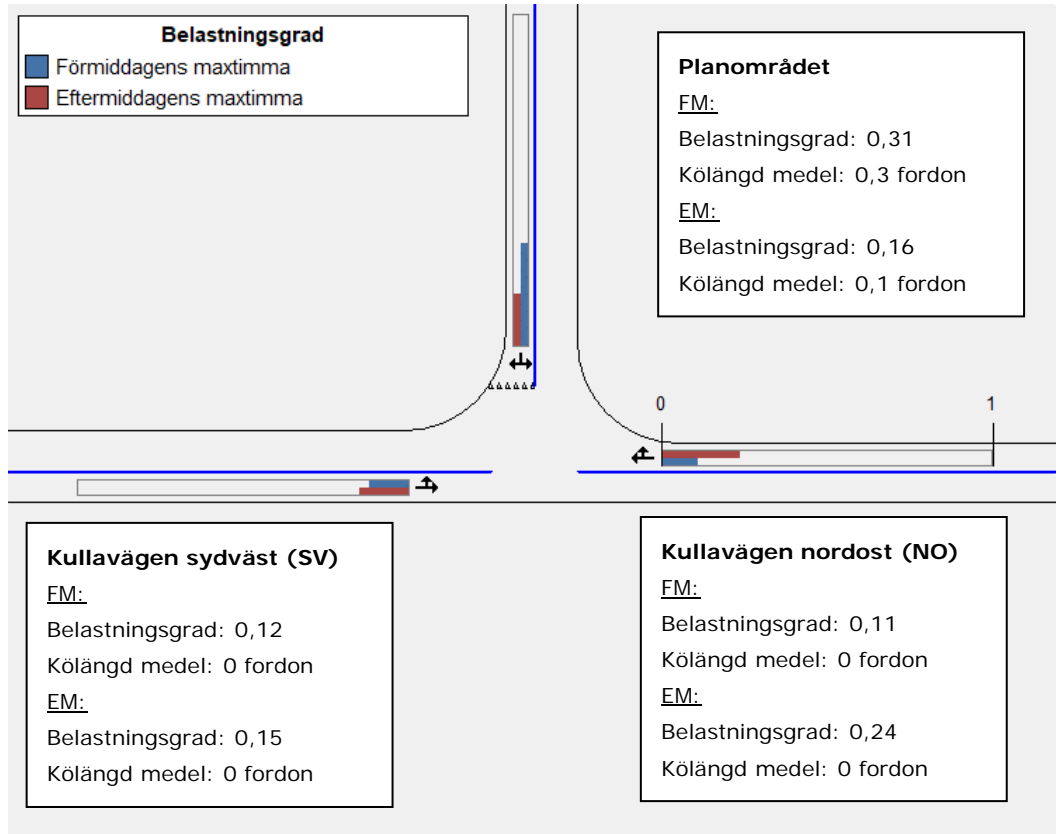 Belastningsgrad
Förmiddagens maxtimma
Eftermiddagens maxtimma
Planområdet
FM:
Belastningsgrad: 0,31
Kölängd medel: 0,3 fordon
EM:
Belastningsgrad: 0,16
Kölängd medel: 0,1 fordon
0 1
Kullavägen sydväst (SV)
FM:
Belastningsgrad: 0,12
Kölängd medel: 0 fordon
EM:
Belastningsgrad: 0,15
Kölängd medel: 0 fordon
Kullavägen nordost (NO)
FM:
Belastningsgrad: 0,11
Kölängd medel: 0 fordon
EM:
Belastningsgrad: 0,24
Kölängd medel: 0 fordon